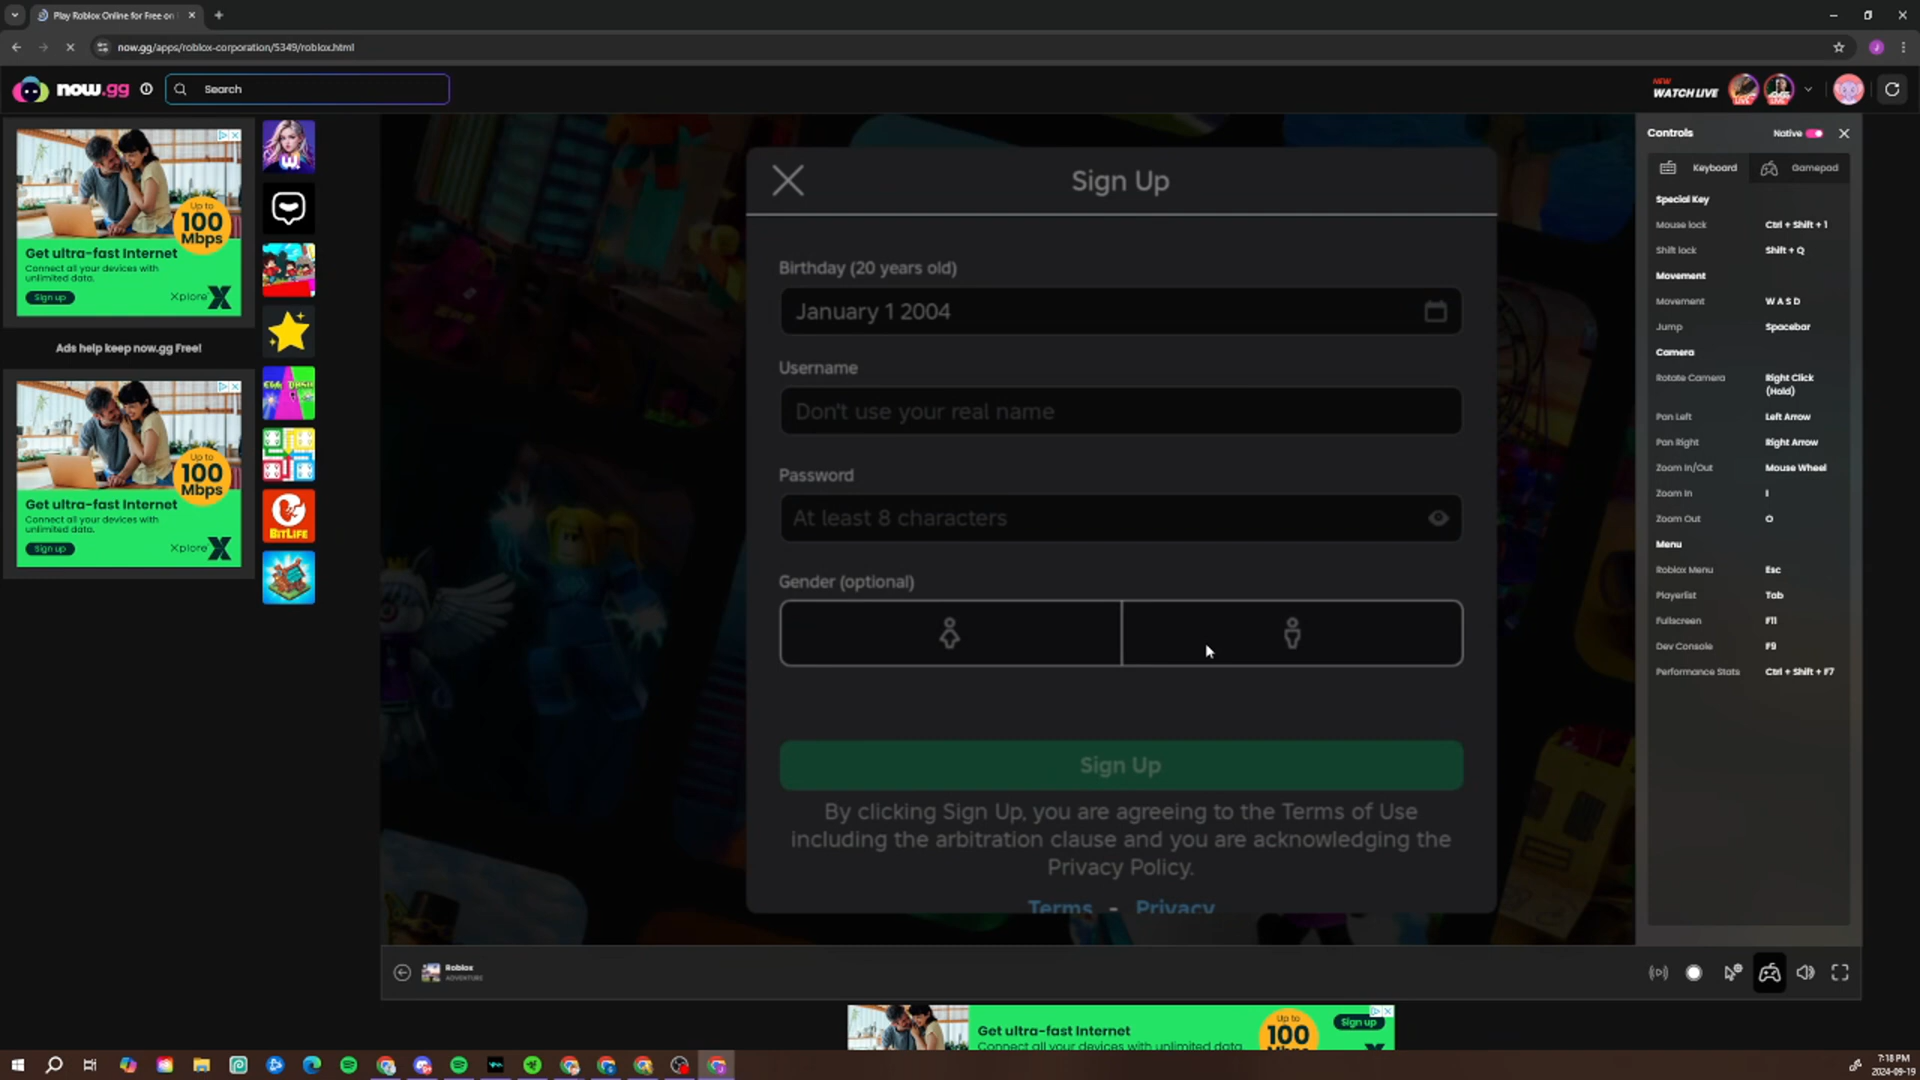 Play Roblox Online for Free on
now.gg/apps/roblox-corporation/5349/roblox.html
now.gg
Search
NEW
WATCH LIVE
LIVE
LIVE
Up to
100
Mbps
Get ultra-fast Internet
Connect all your devices with
unlimited data.
Sign up
Xplore X
Ads help keep now.gg Free!
Up to
100
Mbps
Get ultra-fast Internet
Connect all your devices with
unlimited data.
Sign up
Xplore X
W.
BITLIFE
Sign Up
Birthday (20 years old)
January 1 2004
Username
Don't use your real name
Password
At least 8 characters
Gender (optional)
Sign Up
By clicking Sign Up, you are agreeing to the Terms of Use
including the arbitration clause and you are acknowledging the
Privacy Policy.
Terms - Privacy
Controls
Native
Keyboard
Gamepad
Special Key
Mouse lock Ctrl + Shift + 1
Shift lock Shift + Q
Movement
Movement W A S D
Jump Spacebar
Camera
Rotate Camera Right Click
(Hold)
Pan Left Left Arrow
Pan Right Right Arrow
Zoom In/Out Mouse Wheel
Zoom In I
Zoom Out O
Menu
Roblox Menu Esc
Playerlist Tab
Fullscreen F11
Dev Console F9
Performance Stats Ctrl + Shift + F7
Roblox
ADVENTURE
Get ultra-fast Internet
Connect all your devices with unlimited data.
Up to
100
Mbps
Sign up
7:18 PM
2024-09-19